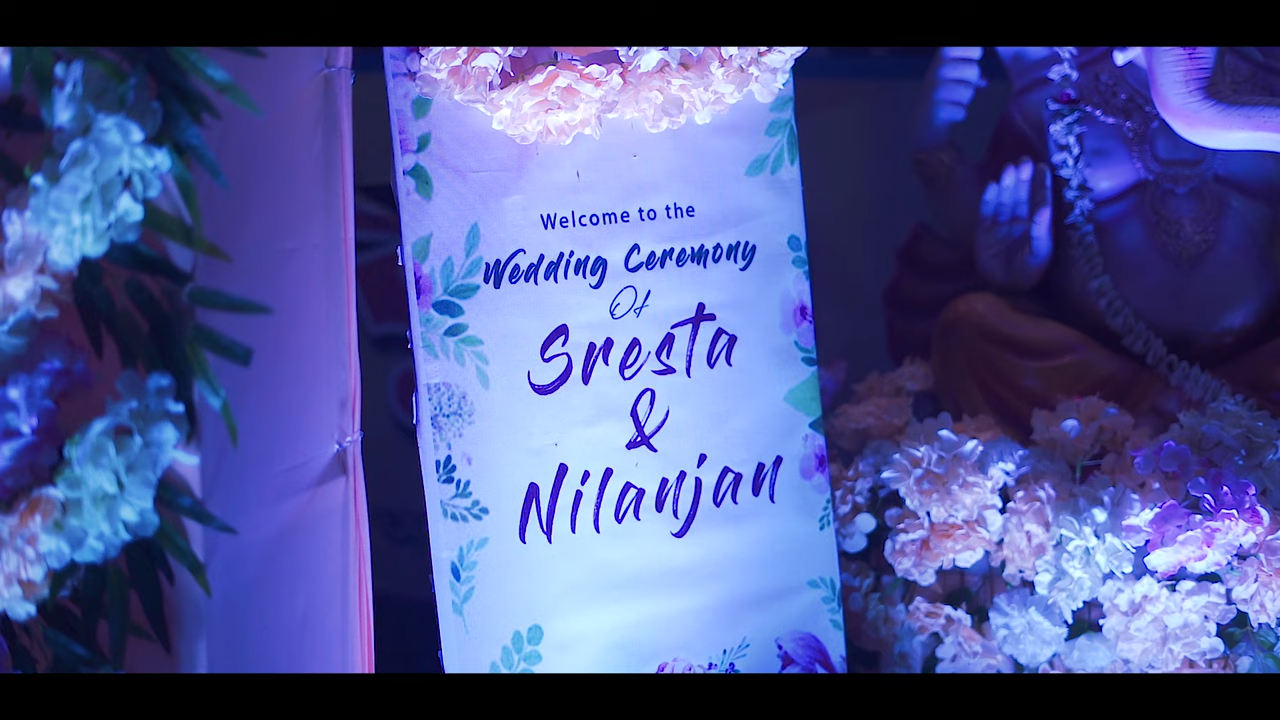 Welcome to the
Wedding Ceremony
Of
Sresta
&
Nilanjan